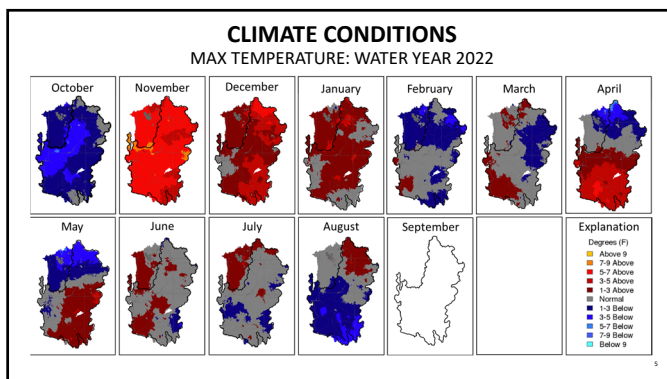 CLIMATE CONDITIONS
MAX TEMPERATURE: WATER YEAR 2022
October
November
December
January
February
March
April
May
June
July
August
September
Explanation
Degrees (F)
Above 9
7-9 Above
5-7 Above
3-5 Above
1-3 Above
Normal
1-3 Below
3-5 Below
5-7 Below
7-9 Below
Below 9
5